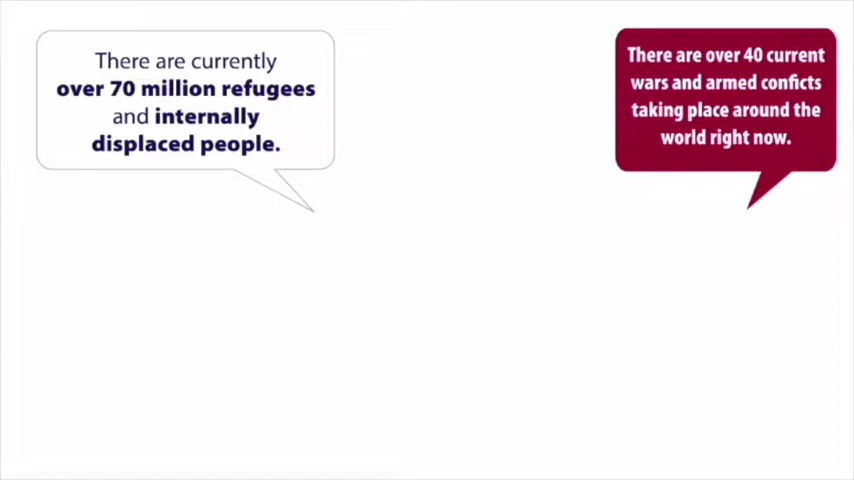 There are currently
over 70 million refugees
and internally
displaced people.
There are over 40 current
wars and armed conficts
taking place around the
world right now.